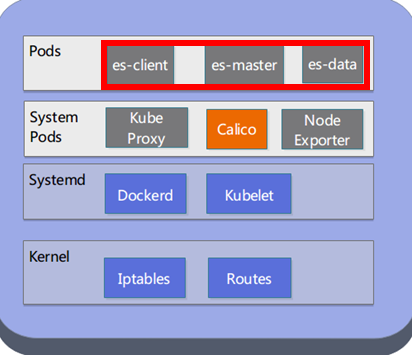 Pods
es-client
es-master
es-data
System
Pods
Kube
Proxy
Calico
Node
Exporter
Systemd
Dockerd
Kubelet
Kernel
Iptables
Routes